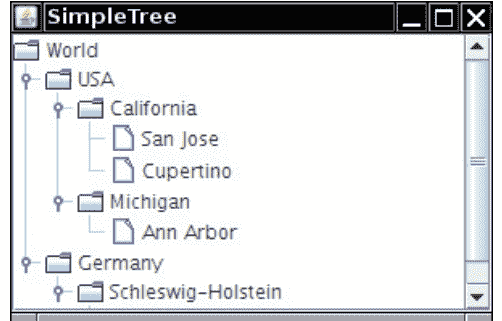 SimpleTree
World
USA
California
San Jose
Cupertino
Michigan
Ann Arbor
Germany
Schleswig-Holstein